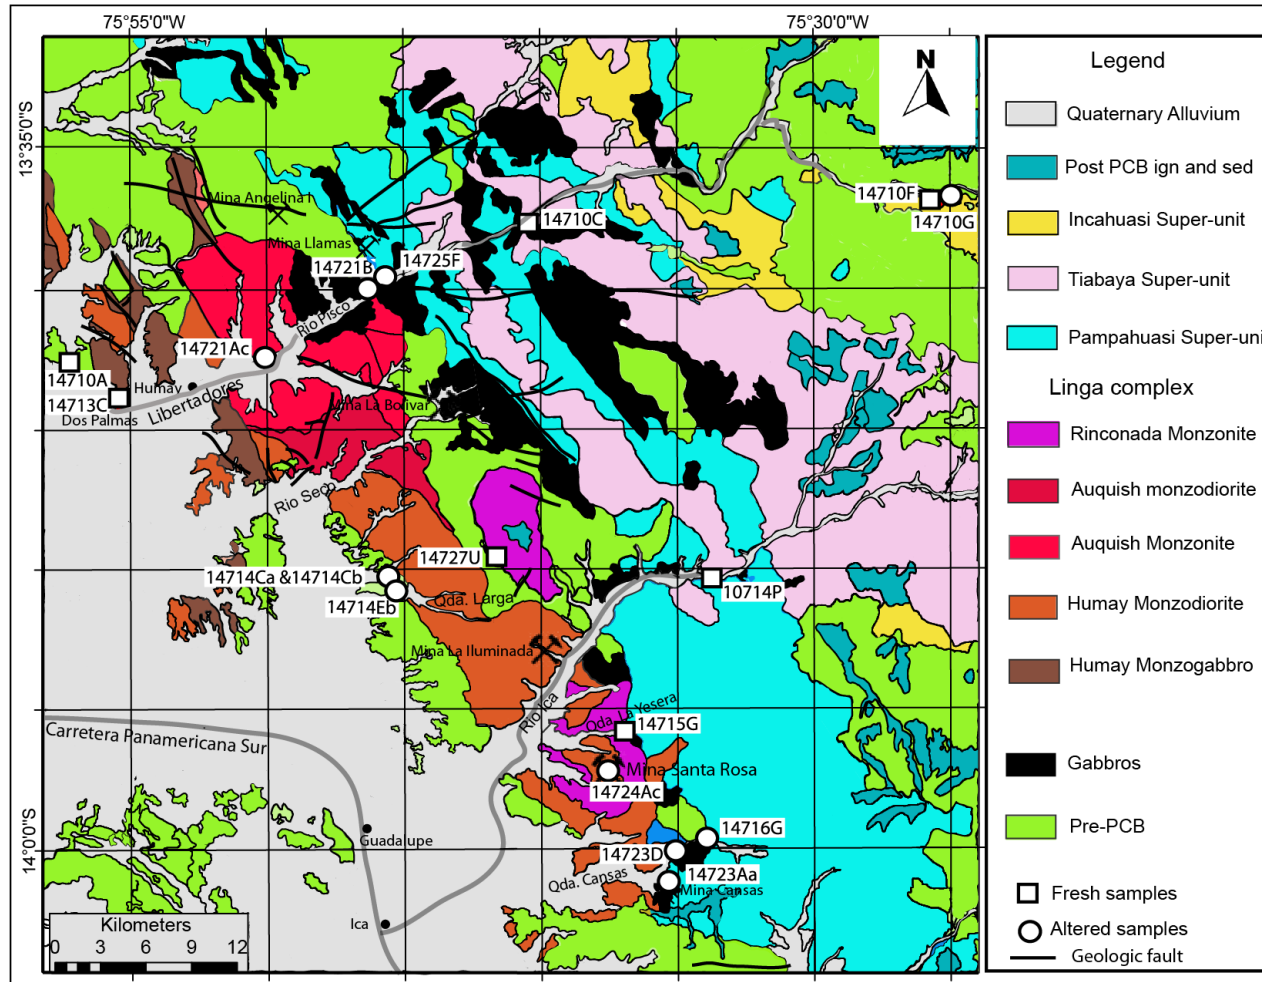 75°55'0"W
75°30'0"W
13°35'0"S
14°0'0"S
N
Mina Angelina I
Mina Llamas
14721B
14725F
14710C
14710F
14710G
Rio Pisco
14721Ac
14710A
14713C
Humay
Libertadores
Dos Palmas
Mina La Bolivar
Rio Seco
14727U
14714Ca &14714Cb
14714Eb
Qda. Larga
10714P
Mina La Iluminada
Rio Ica
Qda. La Yesera
14715G
Carretera Panamericana Sur
Mina Santa Rosa
14724Ac
14716G
Guadalupe
14723D
14723Aa
Qda. Cansas
Mina Cansas
Ica
Kilometers
0 3 6 9 12
Legend
Quaternary Alluvium
Post PCB ign and sed
Incahuasi Super-unit
Tiabaya Super-unit
Pampahuasi Super-uni
Linga complex
Rinconada Monzonite
Auquish monzodiorite
Auquish Monzonite
Humay Monzodiorite
Humay Monzogabbro
Gabbros
Pre-PCB
Fresh samples
Altered samples
Geologic fault